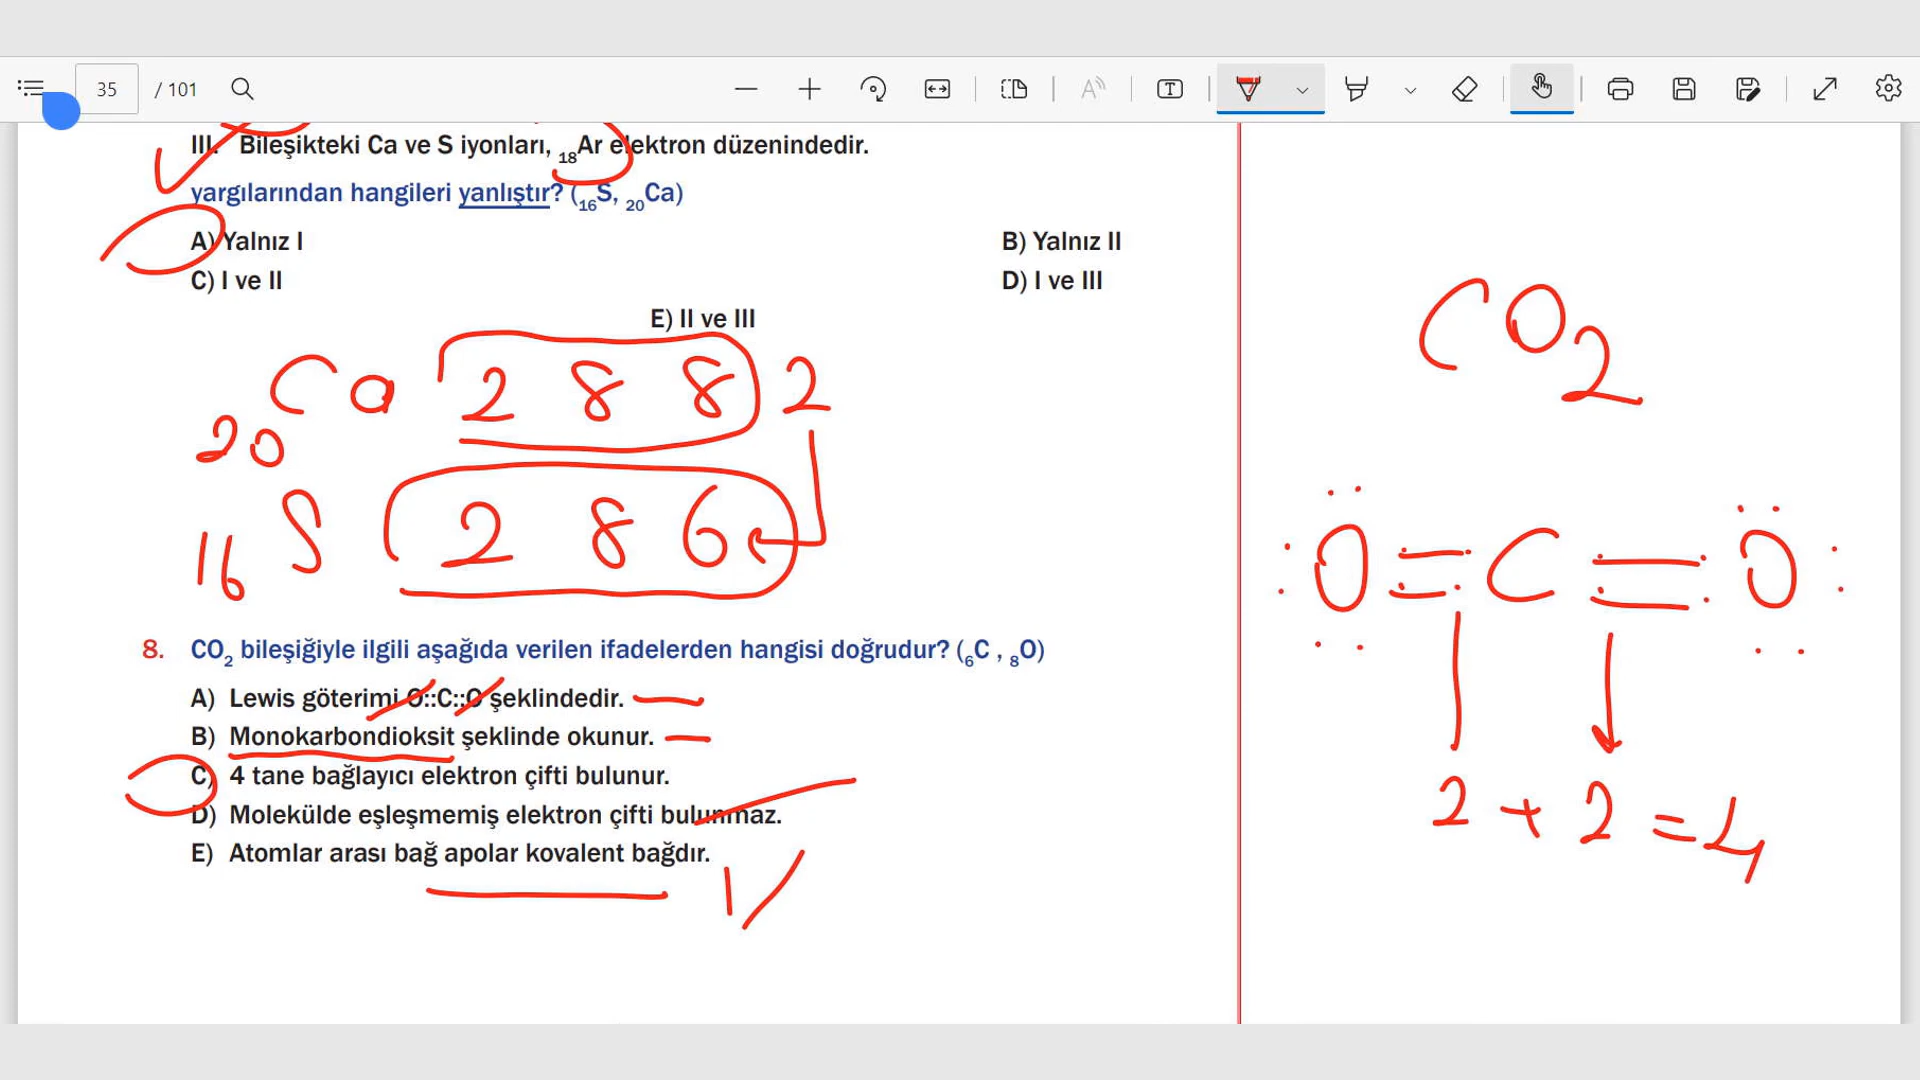 35 / 101
III. Bileşikteki Ca ve S iyonları, ₁₈Ar elektron düzenindedir.
yargılarından hangileri yanlıştır? (₁₆S, ₂₀Ca)
A) Yalnız I
B) Yalnız II
C) I ve II
D) I ve III
E) II ve III
Ca 2 8 8 2
20
S 2 8 6
16
8. CO₂ bileşiğiyle ilgili aşağıda verilen ifadelerden hangisi doğrudur? (₆C , ₈O)
A) Lewis göterimi O::C::O şeklindedir.
B) Monokarbondioksit şeklinde okunur.
C) 4 tane bağlayıcı elektron çifti bulunur.
D) Molekülde eşleşmemiş elektron çifti bulunmaz.
E) Atomlar arası bağ apolar kovalent bağdır.
CO₂
O = C = O
2 + 2 = 4